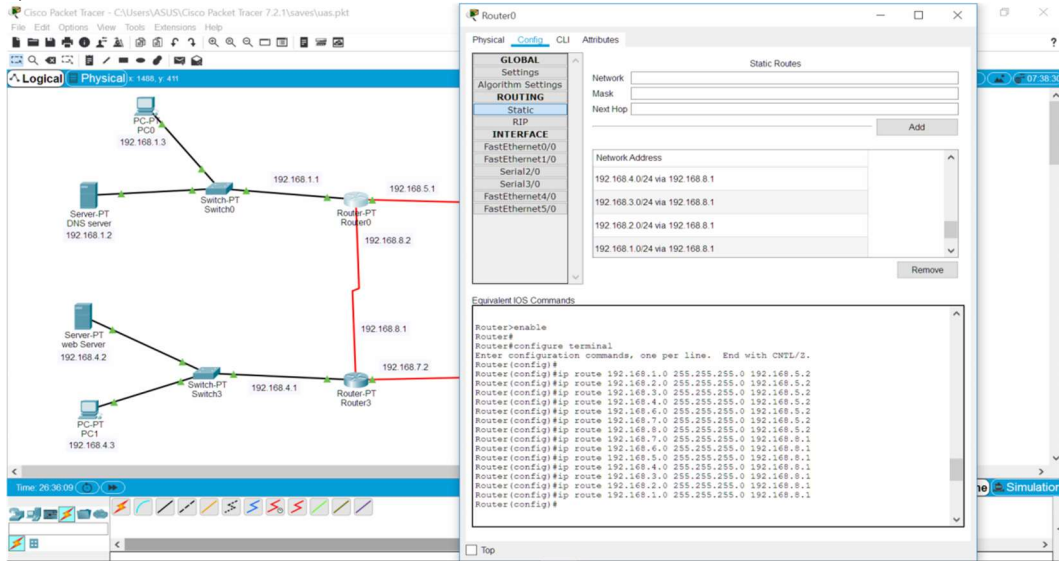 Cisco Packet Tracer - C:\Users\ASUS\Cisco Packet Tracer 7.2.1\saves\uas.pkt
File Edit Options View Tools Extensions Help
Logical Physical x: 1488, y: 411
07:38:30
PC-PT
PC0
192.168.1.3
192.168.1.1
192.168.5.1
Switch-PT
Switch0
Router-PT
Router0
Server-PT
DNS server
192.168.1.2
192.168.8.2
192.168.8.1
Server-PT
web Server
192.168.4.2
192.168.7.2
Switch-PT
Switch3
192.168.4.1
Router-PT
Router3
PC-PT
PC1
192.168.4.3
Time: 26:36:09
Simulation
Router0
Physical Config CLI Attributes
GLOBAL
Settings
Algorithm Settings
ROUTING
Static
RIP
INTERFACE
FastEthernet0/0
FastEthernet1/0
Serial2/0
Serial3/0
FastEthernet4/0
FastEthernet5/0
Static Routes
Network
Mask
Next Hop
Add
Network Address
192.168.4.0/24 via 192.168.8.1
192.168.3.0/24 via 192.168.8.1
192.168.2.0/24 via 192.168.8.1
192.168.1.0/24 via 192.168.8.1
Remove
Equivalent IOS Commands
Router>enable
Router#
Router#configure terminal
Enter configuration commands, one per line. End with CNTL/Z.
Router(config)#
Router(config)#ip route 192.168.1.0 255.255.255.0 192.168.5.2
Router(config)#ip route 192.168.2.0 255.255.255.0 192.168.5.2
Router(config)#ip route 192.168.3.0 255.255.255.0 192.168.5.2
Router(config)#ip route 192.168.4.0 255.255.255.0 192.168.5.2
Router(config)#ip route 192.168.6.0 255.255.255.0 192.168.5.2
Router(config)#ip route 192.168.7.0 255.255.255.0 192.168.5.2
Router(config)#ip route 192.168.8.0 255.255.255.0 192.168.5.2
Router(config)#ip route 192.168.7.0 255.255.255.0 192.168.8.1
Router(config)#ip route 192.168.6.0 255.255.255.0 192.168.8.1
Router(config)#ip route 192.168.5.0 255.255.255.0 192.168.8.1
Router(config)#ip route 192.168.4.0 255.255.255.0 192.168.8.1
Router(config)#ip route 192.168.3.0 255.255.255.0 192.168.8.1
Router(config)#ip route 192.168.2.0 255.255.255.0 192.168.8.1
Router(config)#ip route 192.168.1.0 255.255.255.0 192.168.8.1
Router(config)#
Top